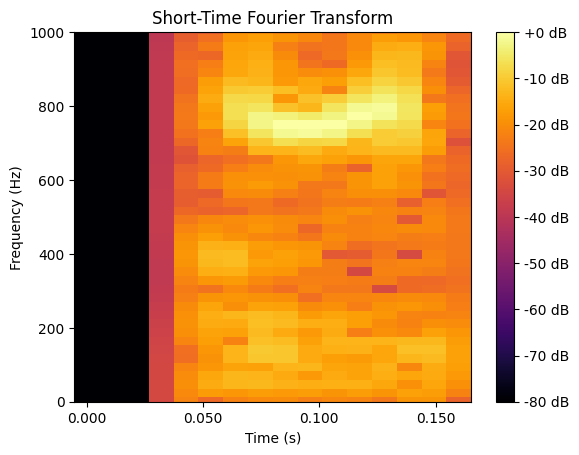 Short-Time Fourier Transform
1000
800
600
400
200
0
Frequency (Hz)
0.000
0.050
0.100
0.150
Time (s)
+0 dB
-10 dB
-20 dB
-30 dB
-40 dB
-50 dB
-60 dB
-70 dB
-80 dB